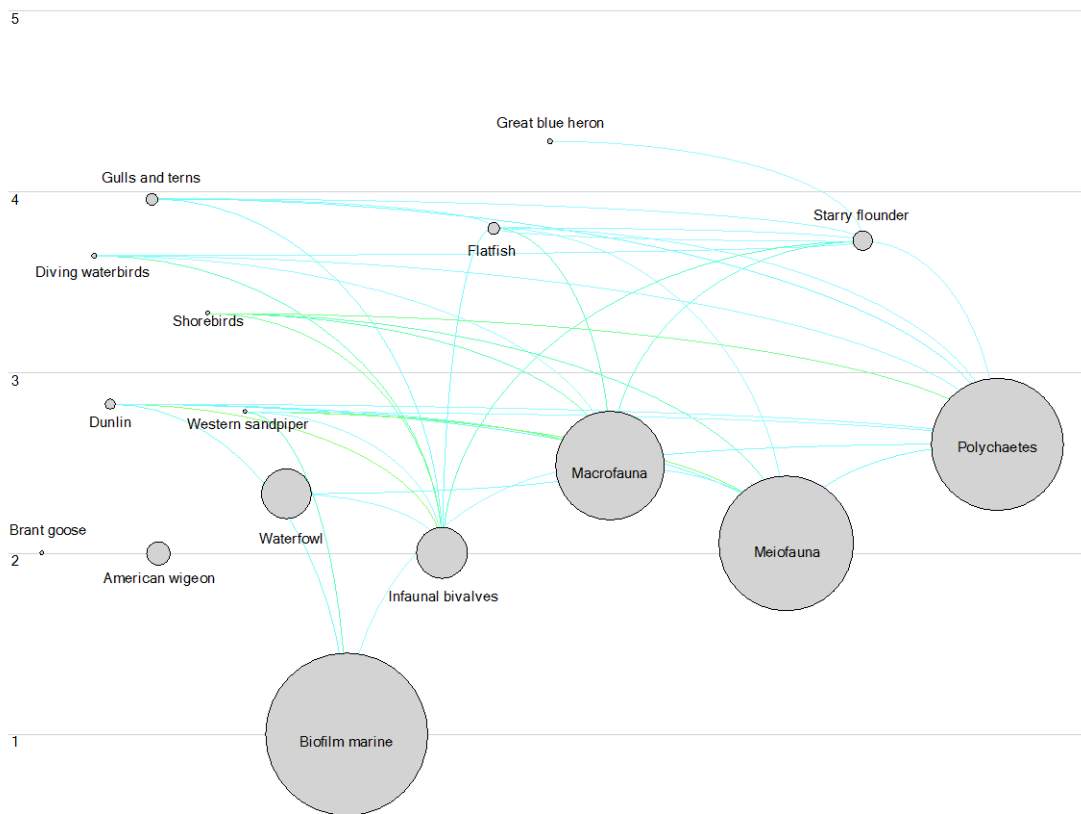 5
Great blue heron
Gulls and terns
4
Starry flounder
Flatfish
Diving waterbirds
Shorebirds
3
Dunlin
Western sandpiper
Polychaetes
Macrofauna
Brant goose
Waterfowl
Meiofauna
2
American wigeon
Infaunal bivalves
1
Biofilm marine